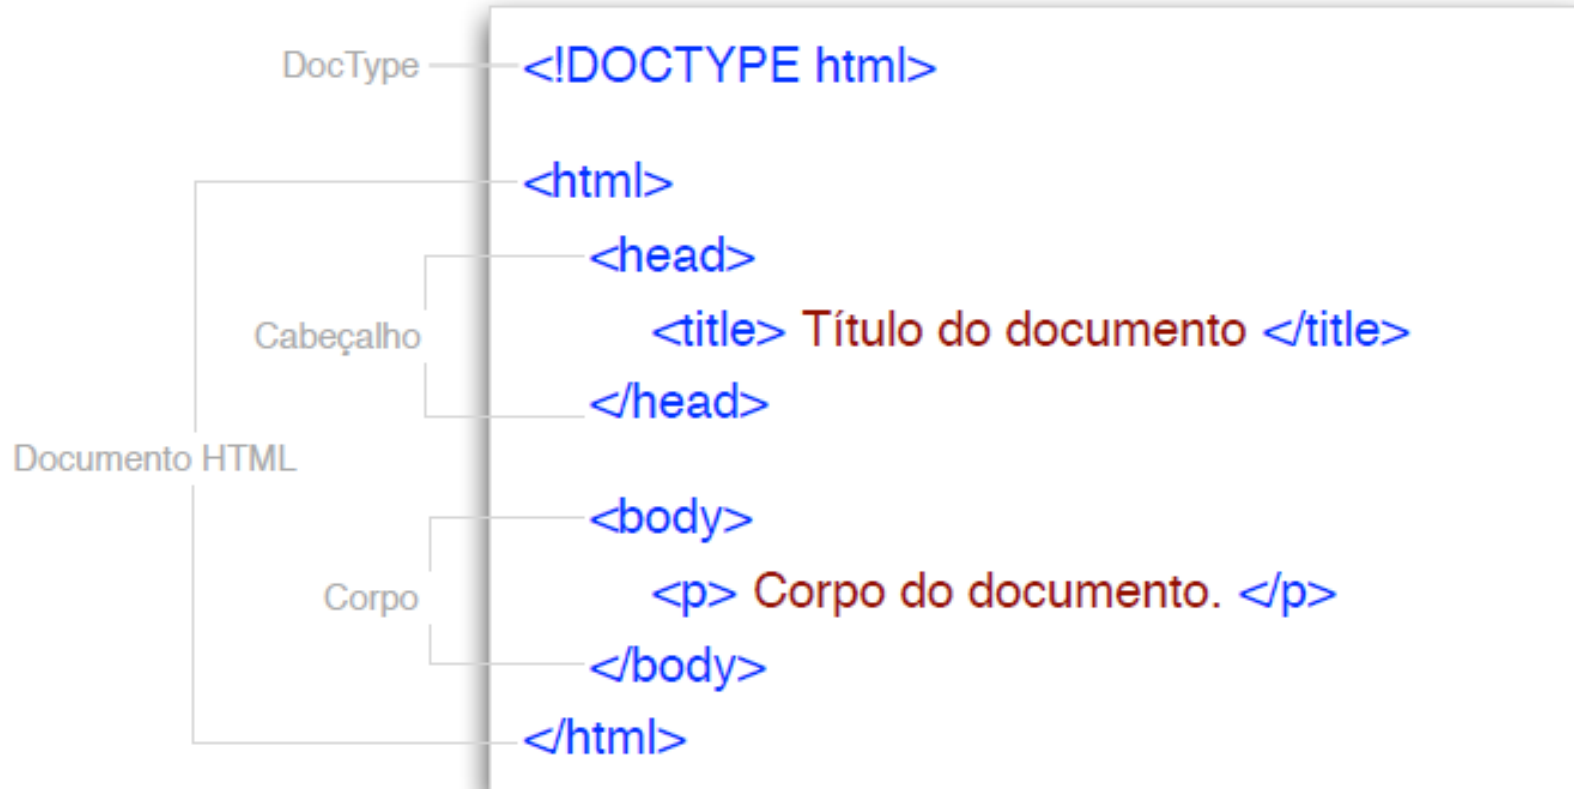 DocType <!DOCTYPE html>
<html>
<head>
Cabeçalho <title> Título do documento </title>
</head>
Documento HTML
<body>
Corpo <p> Corpo do documento. </p>
</body>
</html>